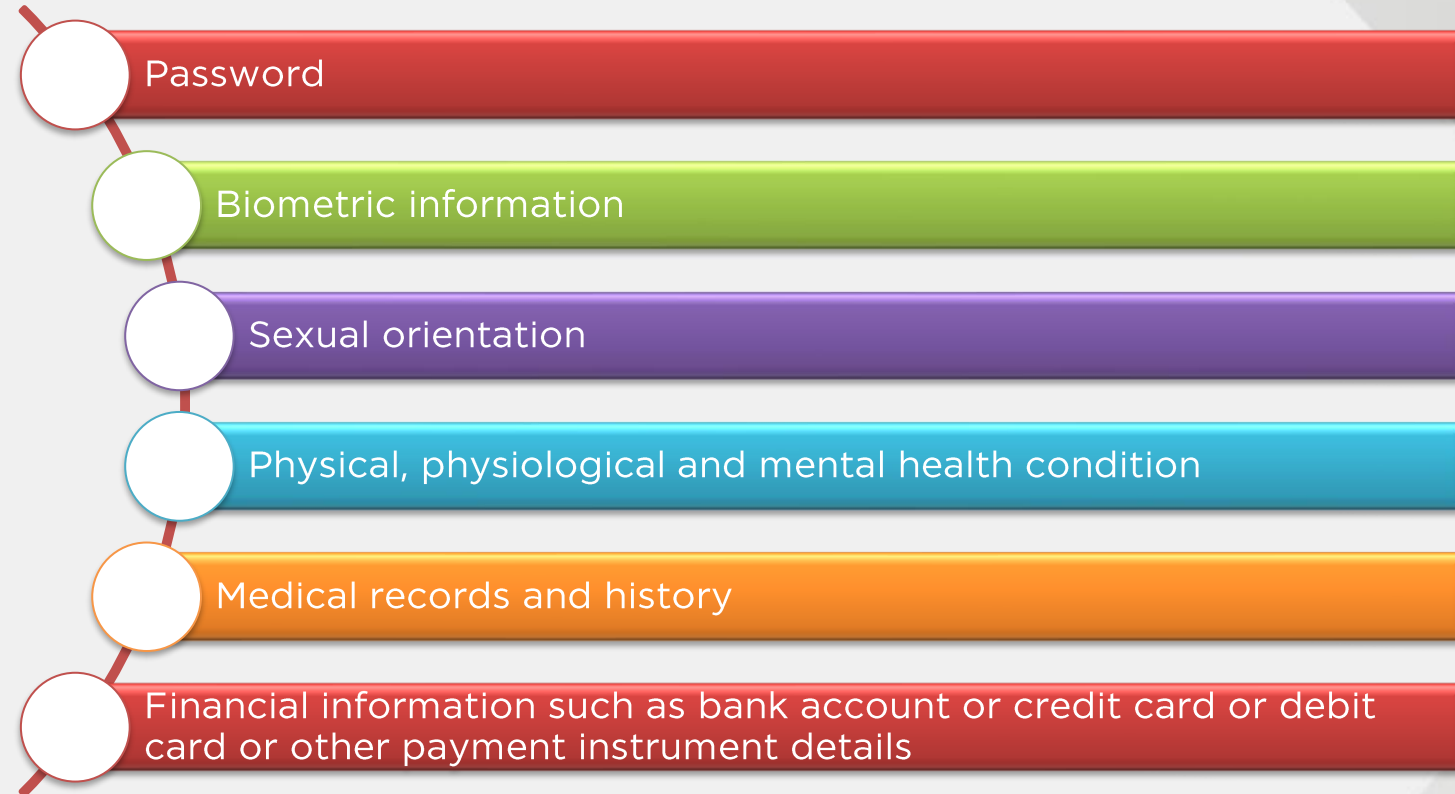 Password
Biometric information
Sexual orientation
Physical, physiological and mental health condition
Medical records and history
Financial information such as bank account or credit card or debit
card or other payment instrument details